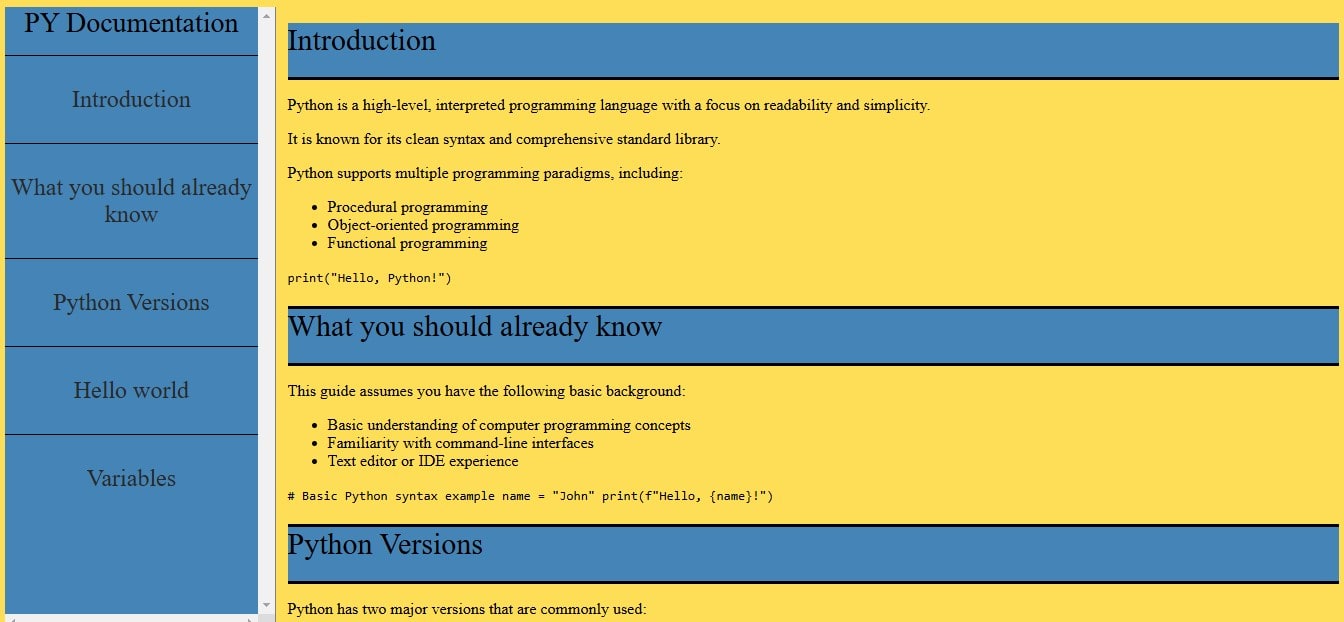 PY Documentation
Introduction
What you should already
know
Python Versions
Hello world
Variables
Introduction
Python is a high-level, interpreted programming language with a focus on readability and simplicity.
It is known for its clean syntax and comprehensive standard library.
Python supports multiple programming paradigms, including:
• Procedural programming
• Object-oriented programming
• Functional programming
print("Hello, Python!")
What you should already know
This guide assumes you have the following basic background:
• Basic understanding of computer programming concepts
• Familiarity with command-line interfaces
• Text editor or IDE experience
# Basic Python syntax example name = "John" print(f"Hello, {name}!")
Python Versions
Python has two major versions that are commonly used: